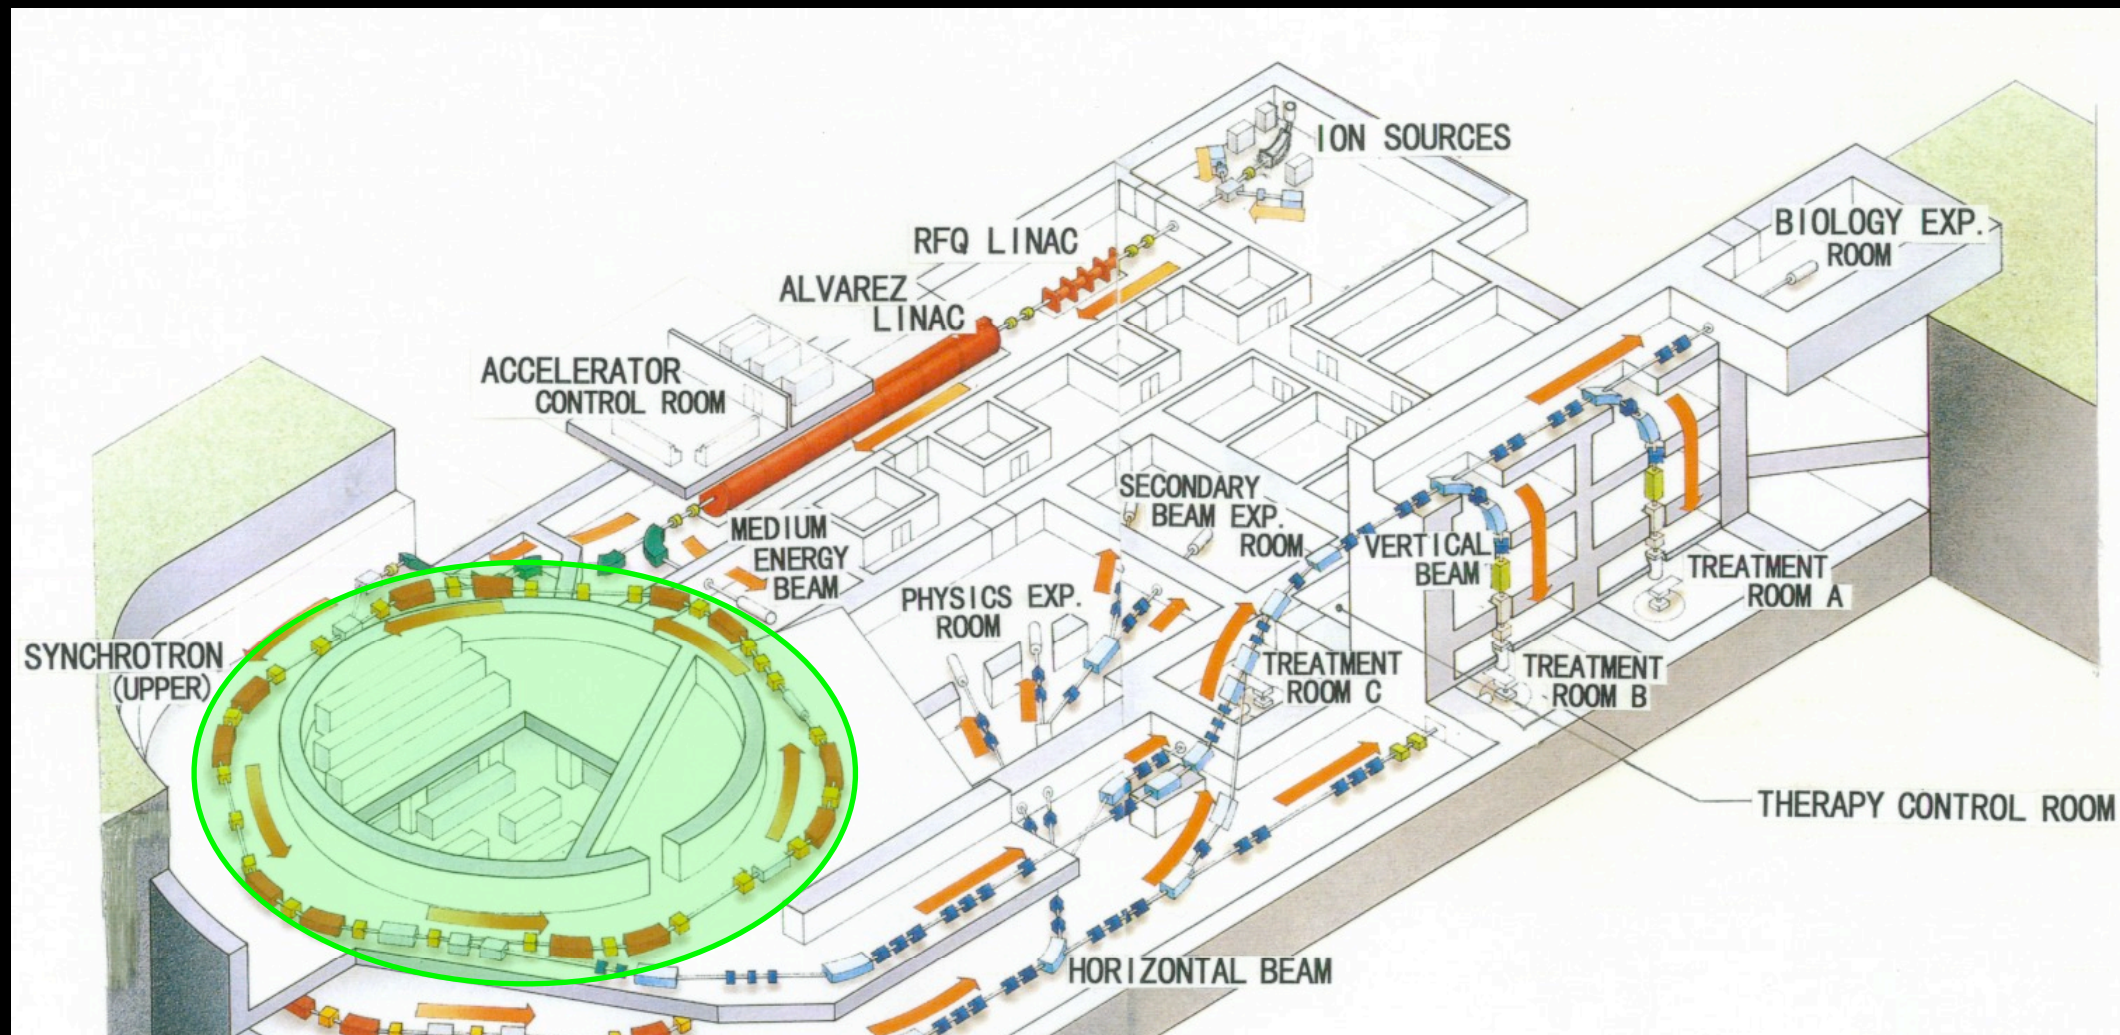 ION SOURCES
BIOLOGY EXP.
ROOM
RFQ LINAC
ALVAREZ
LINAC
ACCELERATOR
CONTROL ROOM
SECONDARY
BEAM EXP.
ROOM
MEDIUM
ENERGY
BEAM
VERTICAL
BEAM
TREATMENT
ROOM A
PHYSICS EXP.
ROOM
SYNCHROTRON
(UPPER)
TREATMENT
ROOM C
TREATMENT
ROOM B
THERAPY CONTROL ROOM
HORIZONTAL BEAM